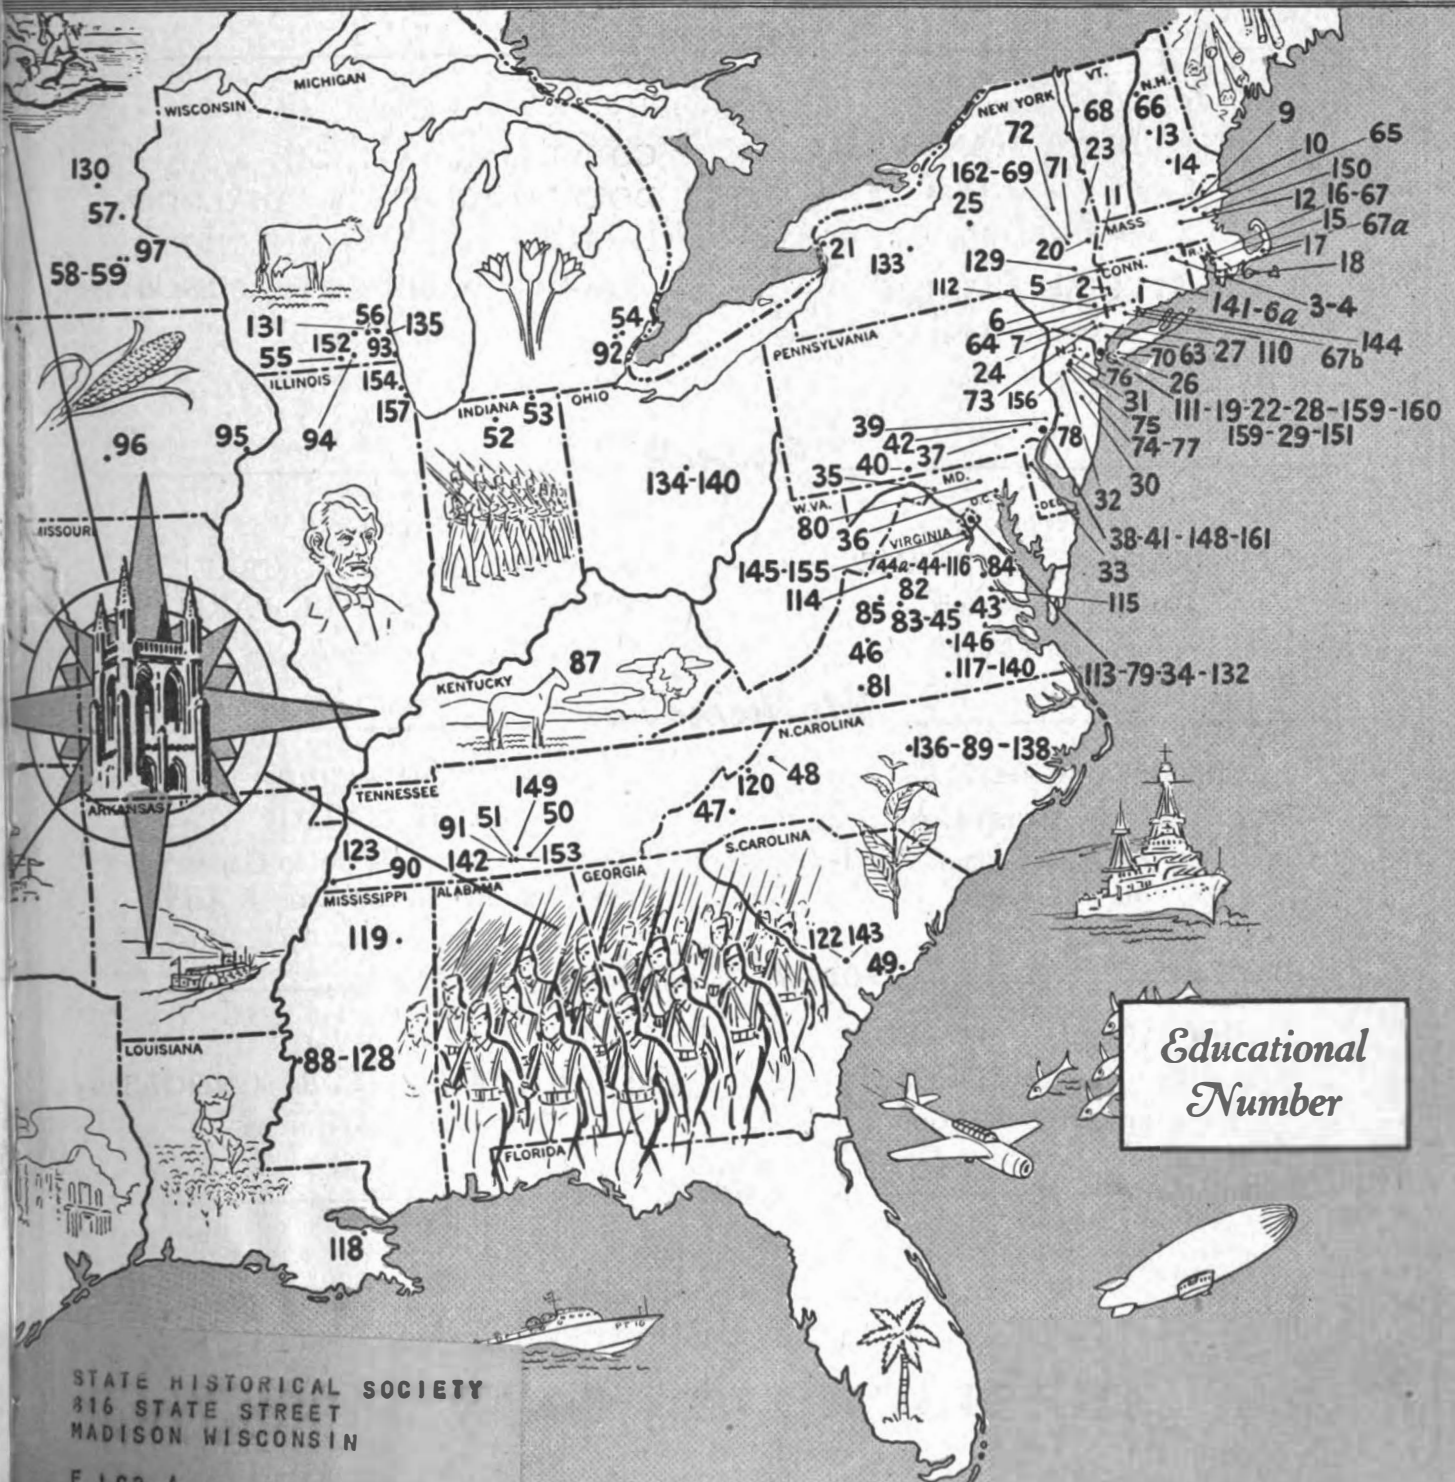 MICHIGAN
WISCONSIN
VT.
N.H.
NEW YORK
68
66
9
72
23
13
10
65
130
162-69
71
14
150
57
25
11
12
16-67
MASS
15
67a
58-59
97
21
133
20
17
129
CONN.
R.I.
18
112
5
2
1
141-6a
3-4
131
56
135
54
6
152
93
92
PENNSYLVANIA
64
7
N.J.
70
63
27
110
67b
144
55
ILLINOIS
154
24
76
26
157
INDIANA
53
OHIO
73
156
31
111-19-22-28-159-160
96
95
94
52
39
42
37
78
75
74-77
159-29-151
134-140
35
40
MD.
30
W.VA.
D.C.
DEL
32
80
36
VIRGINIA
38-41-148-161
145-155
44a-44-116
84
33
114
82
115
85
83-45
43
46
146
117-140
113-79-34-132
87
81
KENTUCKY
N.CAROLINA
136-89-138
120
48
TENNESSEE
149
47
ARKANSAS
91
51
50
S.CAROLINA
123
90
142
153
GEORGIA
MISSISSIPPI
ALABAMA
119
122
143
49
Educational
Number
LOUISIANA
88-128
FLORIDA
118
PT 10
STATE HISTORICAL SOCIETY
816 STATE STREET
MADISON WISCONSIN